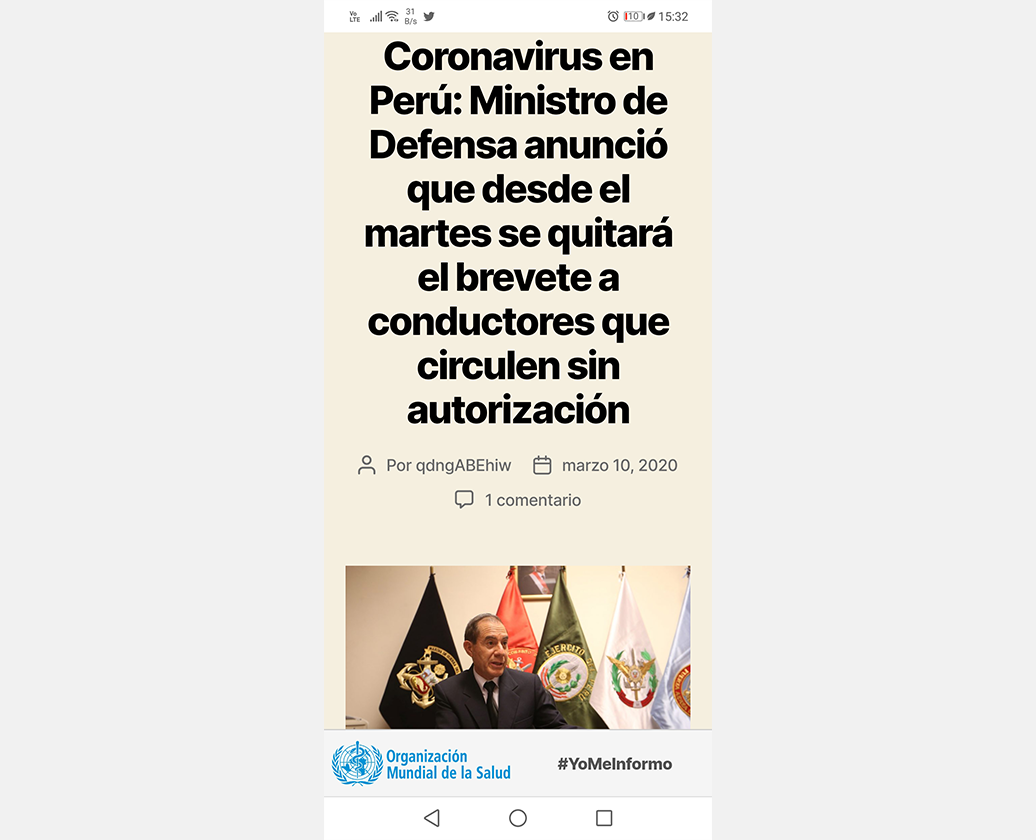 Vo
LTE
31
B/s
10
15:32
Coronavirus en
Perú: Ministro de
Defensa anunció
que desde el
martes se quitará
el brevete a
conductores que
circulen sin
autorización
Por qdngABEhiw
marzo 10, 2020
1 comentario
EJERCITO
Organización
Mundial de la Salud
#YoMeInformo